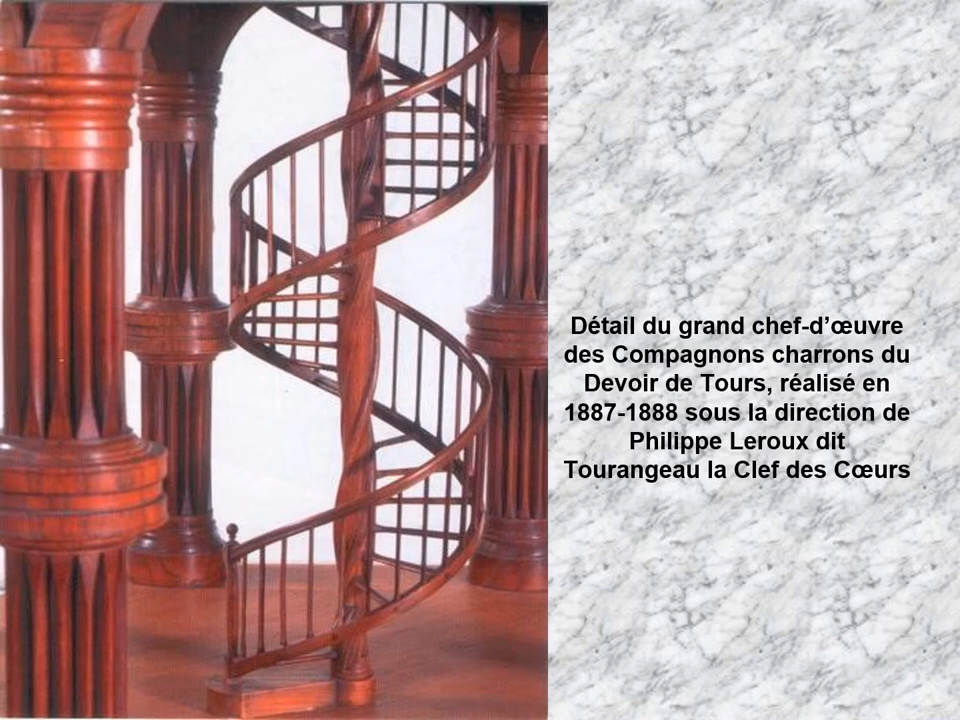 Détail du grand chef-d’œuvre
des Compagnons charrons du
Devoir de Tours, réalisé en
1887-1888 sous la direction de
Philippe Leroux dit
Tourangeau la Clef des Cœurs